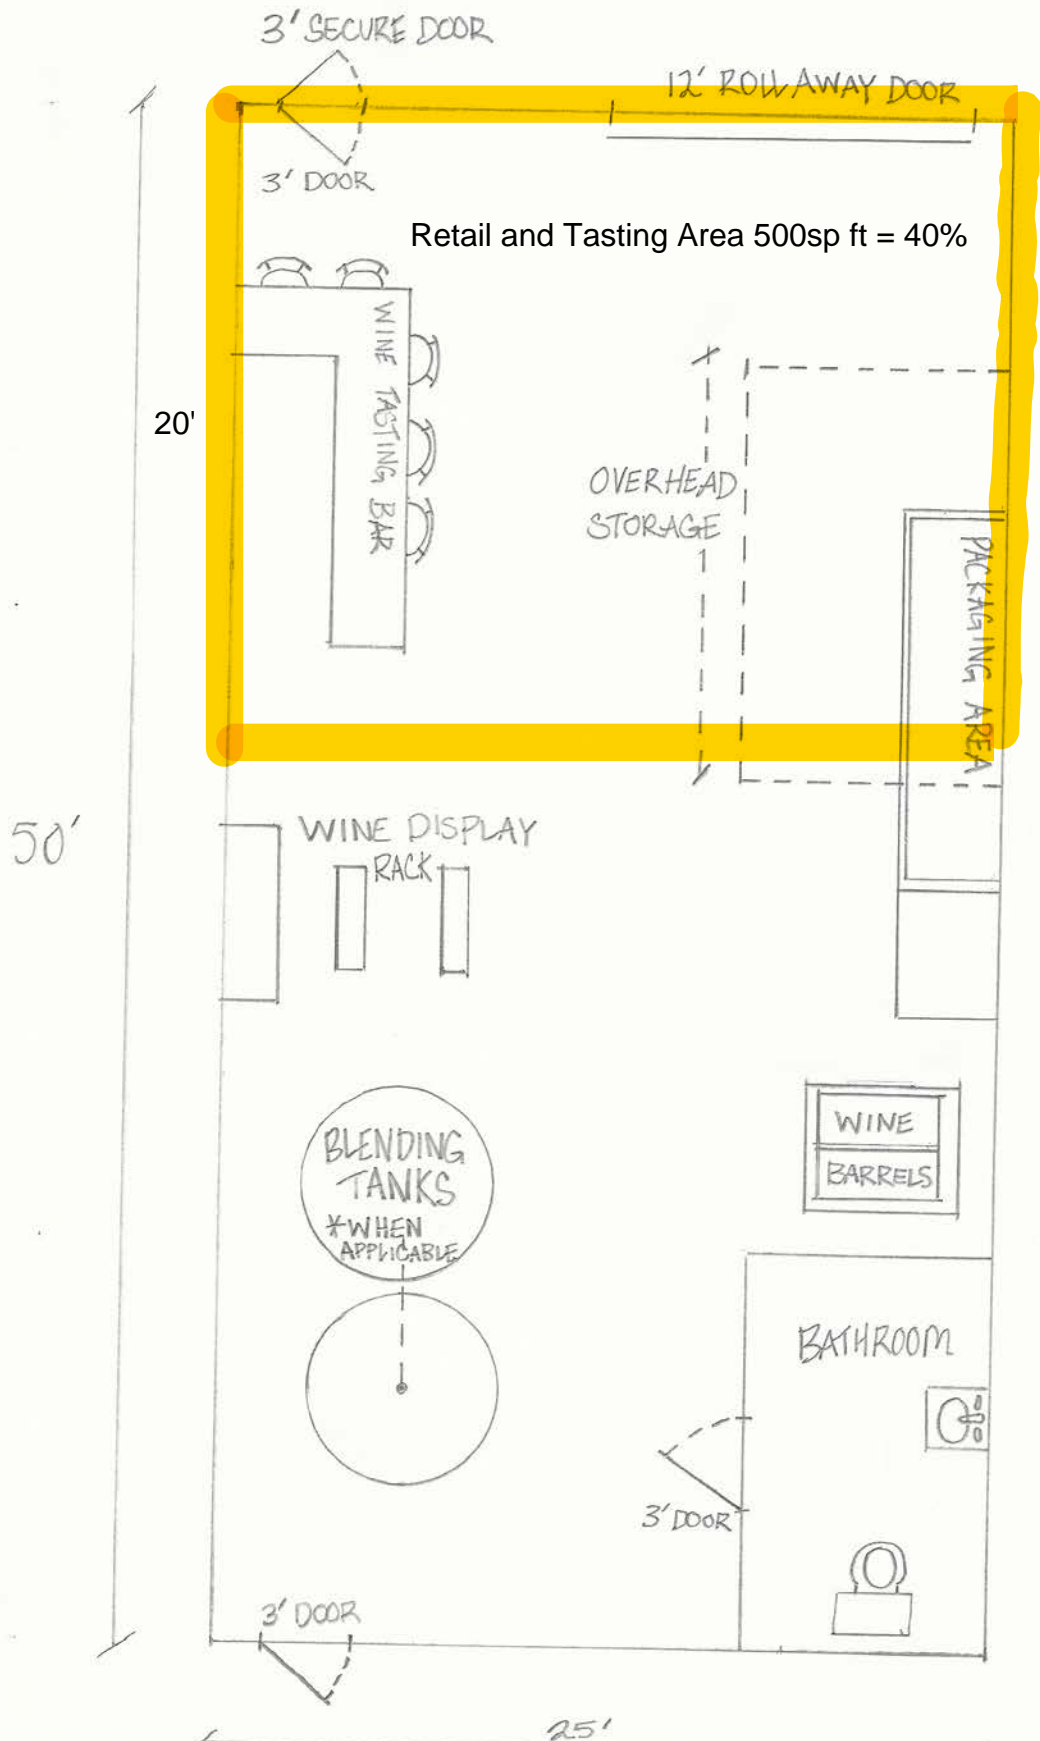 3' SECURE DOOR
12' ROLL AWAY DOOR
3' DOOR
Retail and Tasting Area 500sp ft = 40%
WINE TASTING BAR
20'
OVERHEAD
STORAGE
PACKAGING AREA
50'
WINE DISPLAY
RACK
BLENDING
TANKS
*WHEN
APPLICABLE
WINE
BARRELS
BATHROOM
3' DOOR
3' DOOR
25'